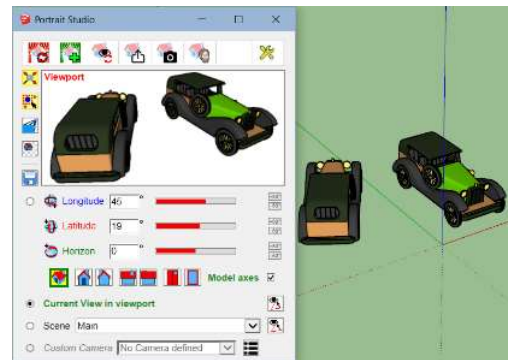 Portrait Studio
Viewport
Longitude 45 °
Latitude 19 °
Horizon 0 °
Model axes
Current View in viewport
Scene Main
Custom Camera No Camera defined